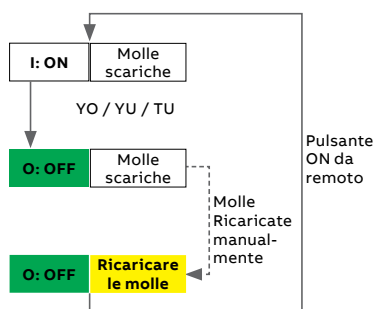 I: ON
Molle
scariche
YO / YU / TU
O: OFF
Molle
scariche
Pulsante
ON da
remoto
Molle
Ricaricate
manual-
mente
O: OFF
Ricaricare
le molle